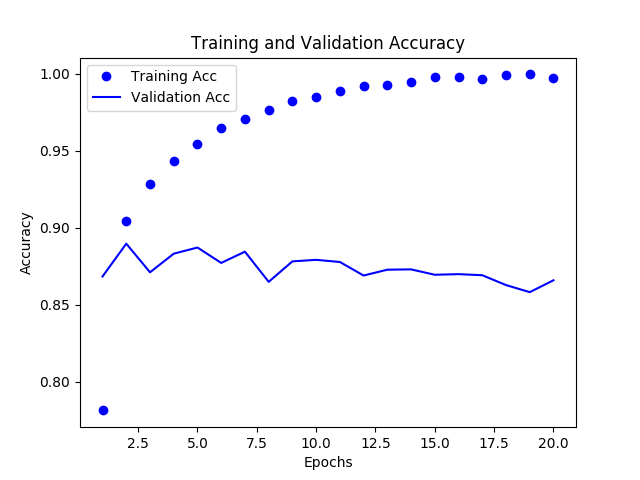 Training and Validation Accuracy
Training Acc
Validation Acc
Accuracy
1.00
0.95
0.90
0.85
0.80
2.5 5.0 7.5 10.0 12.5 15.0 17.5 20.0
Epochs